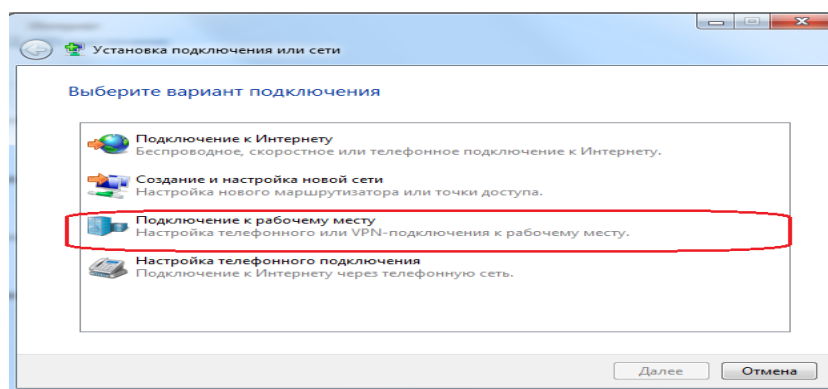 Установка подключения или сети
Выберите вариант подключения
Подключение к Интернету
Беспроводное, скоростное или телефонное подключение к Интернету.
Создание и настройка новой сети
Настройка нового маршрутизатора или точки доступа.
Подключение к рабочему месту
Настройка телефонного или VPN-подключения к рабочему месту.
Настройка телефонного подключения
Подключение к Интернету через телефонную сеть.
Далее
Отмена